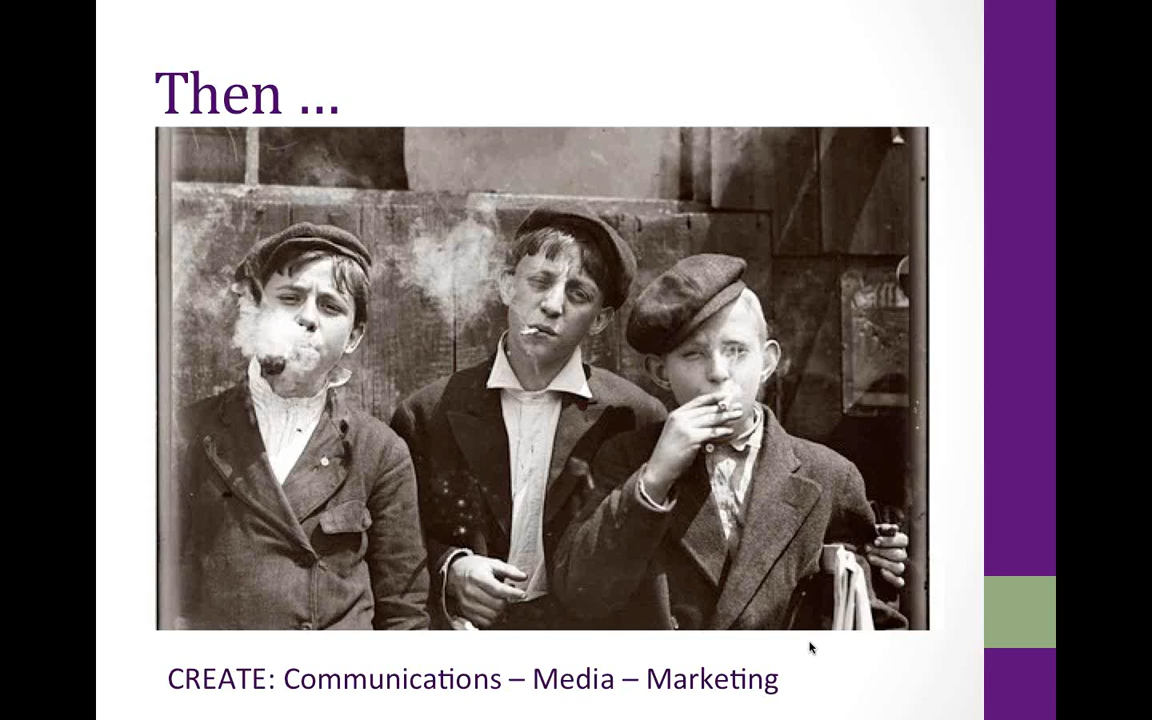 Then …
CREATE: Communications – Media – Marketing